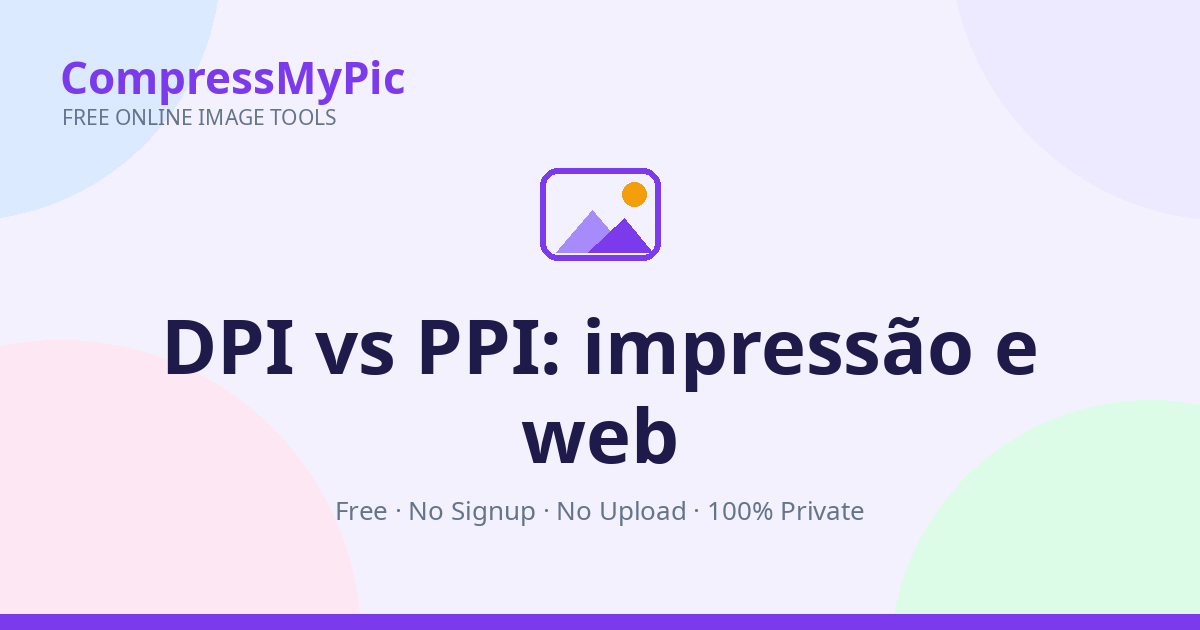 CompressMyPic
FREE ONLINE IMAGE TOOLS
DPI vs PPI: impressão e
web
Free · No Signup · No Upload · 100% Private